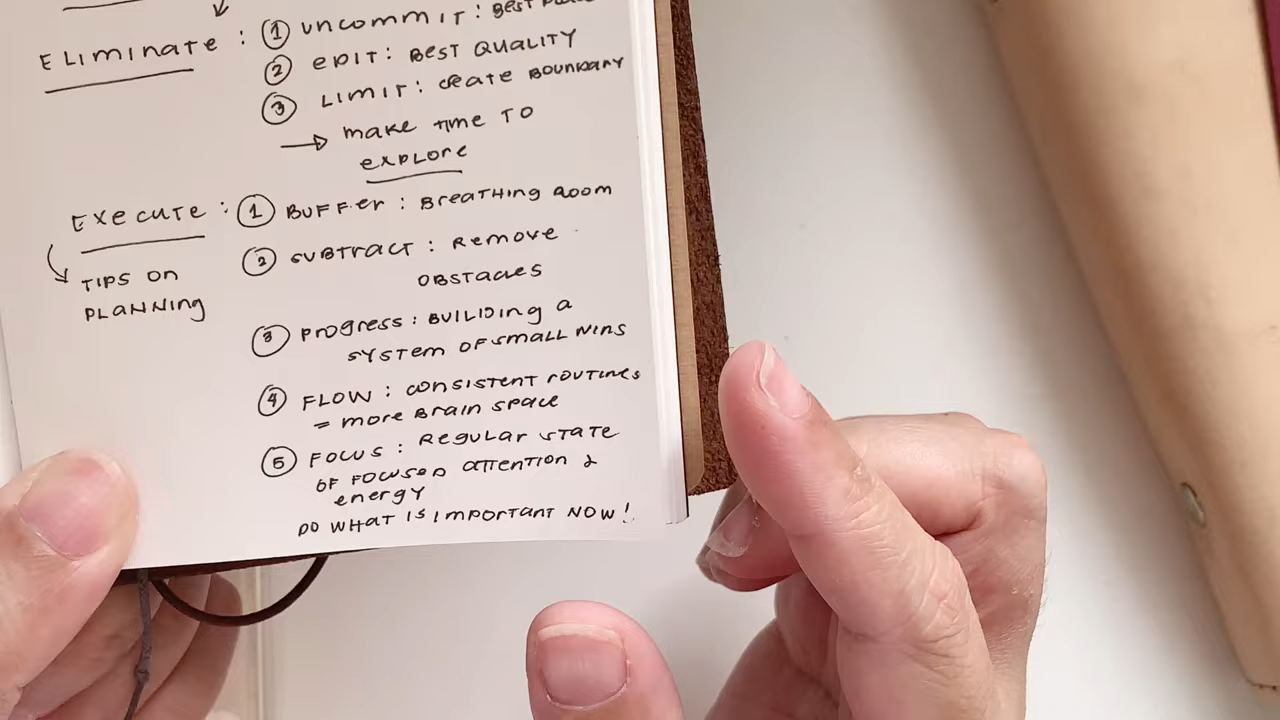 ELIMINATE : ① UNCOMMIT : BEST
② EDIT : BEST QUALITY
③ LIMIT : CREATE BOUNDARY
→ MAKE TIME TO
EXPLORE
EXECUTE : ① BUFFER : BREATHING ROOM
TIPS ON
PLANNING
② SUBTRACT : REMOVE
OBSTACLES
③ PROGRESS : BUILDING A
SYSTEM OF SMALL WINS
④ FLOW : CONSISTENT ROUTINES
= MORE BRAIN SPACE
⑤ FOCUS : REGULAR STATE
OF FOCUSED ATTENTION &
ENERGY
DO WHAT IS IMPORTANT NOW!